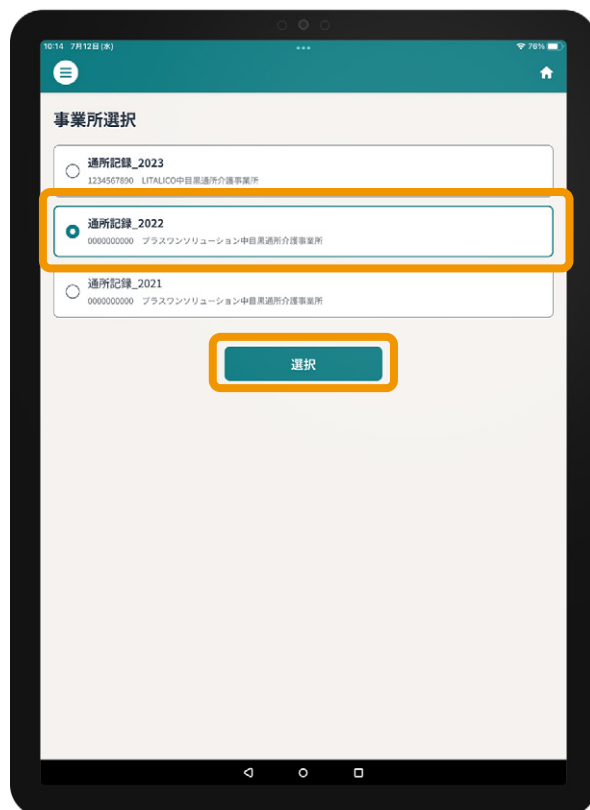 10:14 7月12日(水)
76%
事業所選択
通所記録_2023
1234567890 LITALICO中目黒通所介護事業所
通所記録_2022
0000000000 プラスワンソリューション中目黒通所介護事業所
通所記録_2021
0000000000 プラスワンソリューション中目黒通所介護事業所
選択